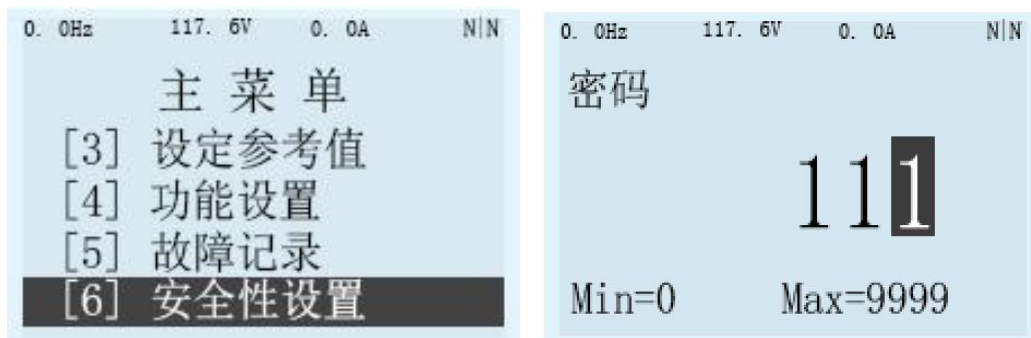 0. 0Hz 117. 6V 0. 0A N|N
主 菜 单
[3] 设定参考值
[4] 功能设置
[5] 故障记录
[6] 安全性设置
0. 0Hz 117. 6V 0. 0A N|N
密码
111
Min=0 Max=9999